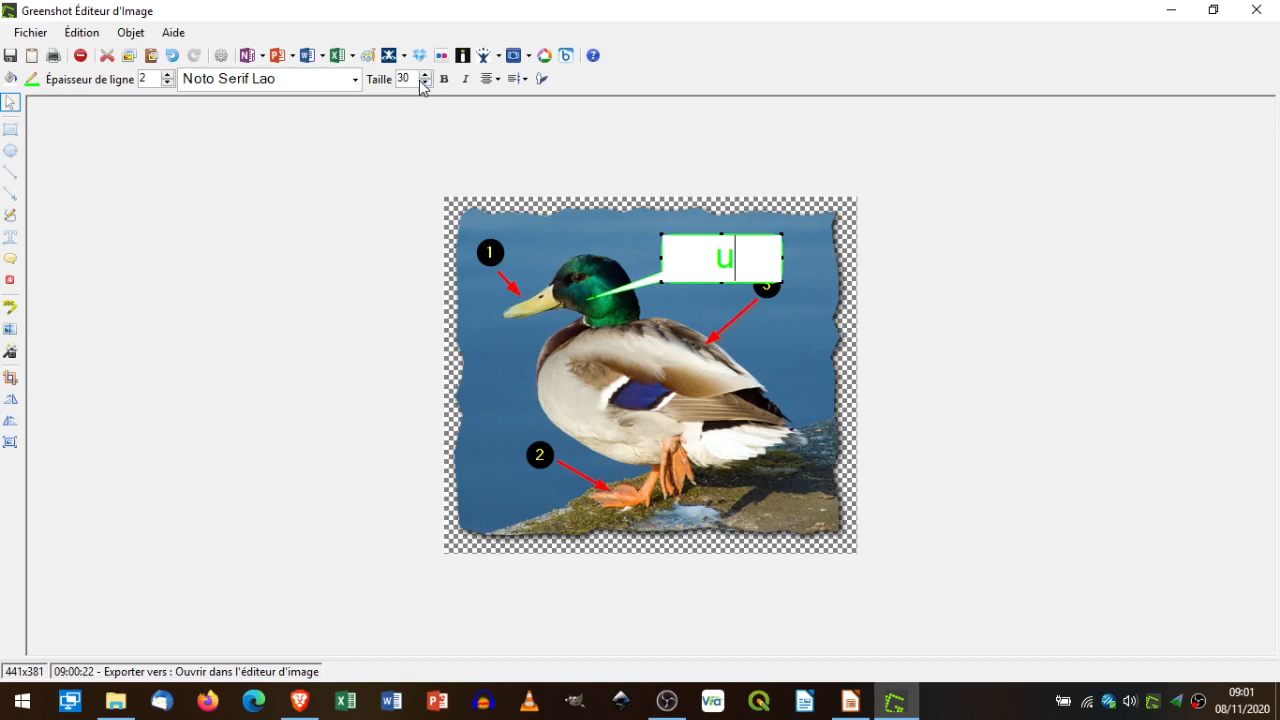 Greenshot Éditeur d'Image
Fichier Édition Objet Aide
Épaisseur de ligne 2 Noto Serif Lao Taille 30 B I
1
u
3
2
441x381 09:00:22 - Exporter vers : Ouvrir dans l'éditeur d'image
09:01
08/11/2020